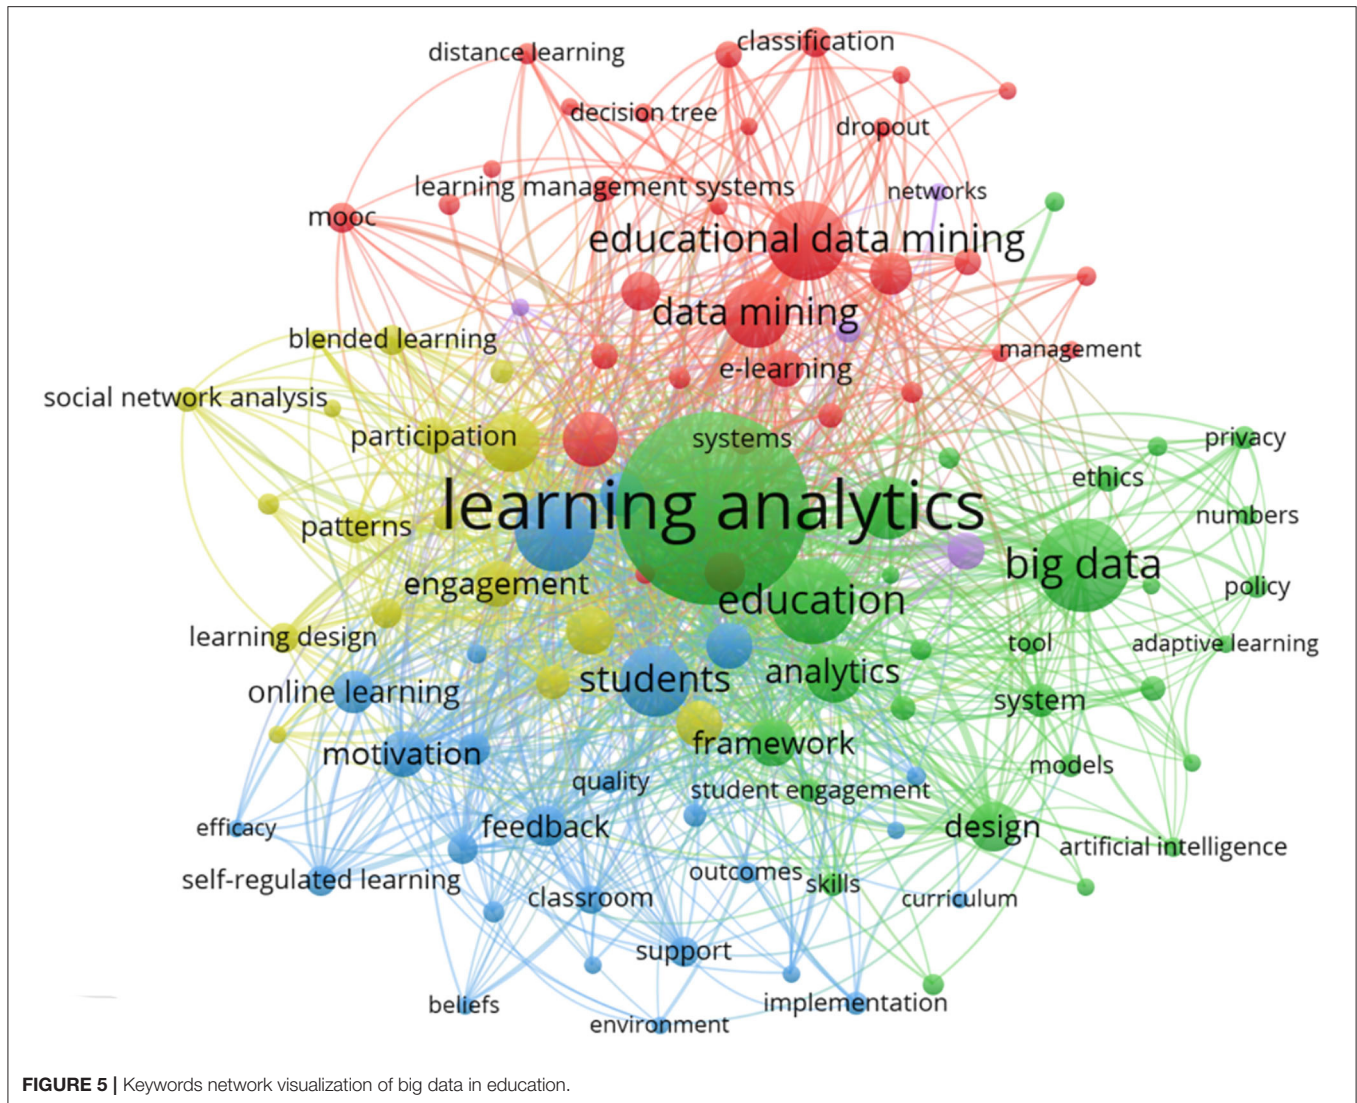 distance learning
classification
decision tree
dropout
learning management systems
networks
mooc
educational data mining
data mining
blended learning
management
e-learning
social network analysis
participation
systems
privacy
ethics
learning analytics
numbers
patterns
big data
engagement
policy
education
learning design
tool
adaptive learning
analytics
students
online learning
system
framework
motivation
models
quality
student engagement
efficacy
feedback
design
artificial intelligence
outcomes
self-regulated learning
skills
classroom
curriculum
support
beliefs
implementation
environment
FIGURE 5 | Keywords network visualization of big data in education.